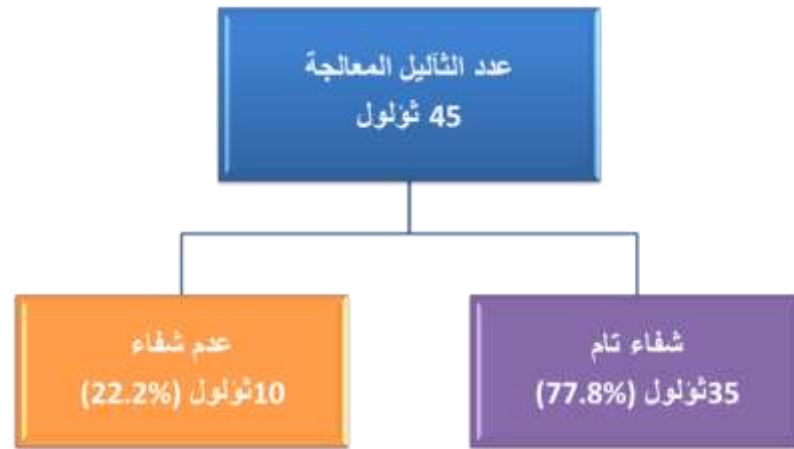 عدد الثآليل المعالجة
45 ثؤلول
شفاء تام
35ثؤلول (77.8%)
عدم شفاء
10ثؤلول (22.2%)